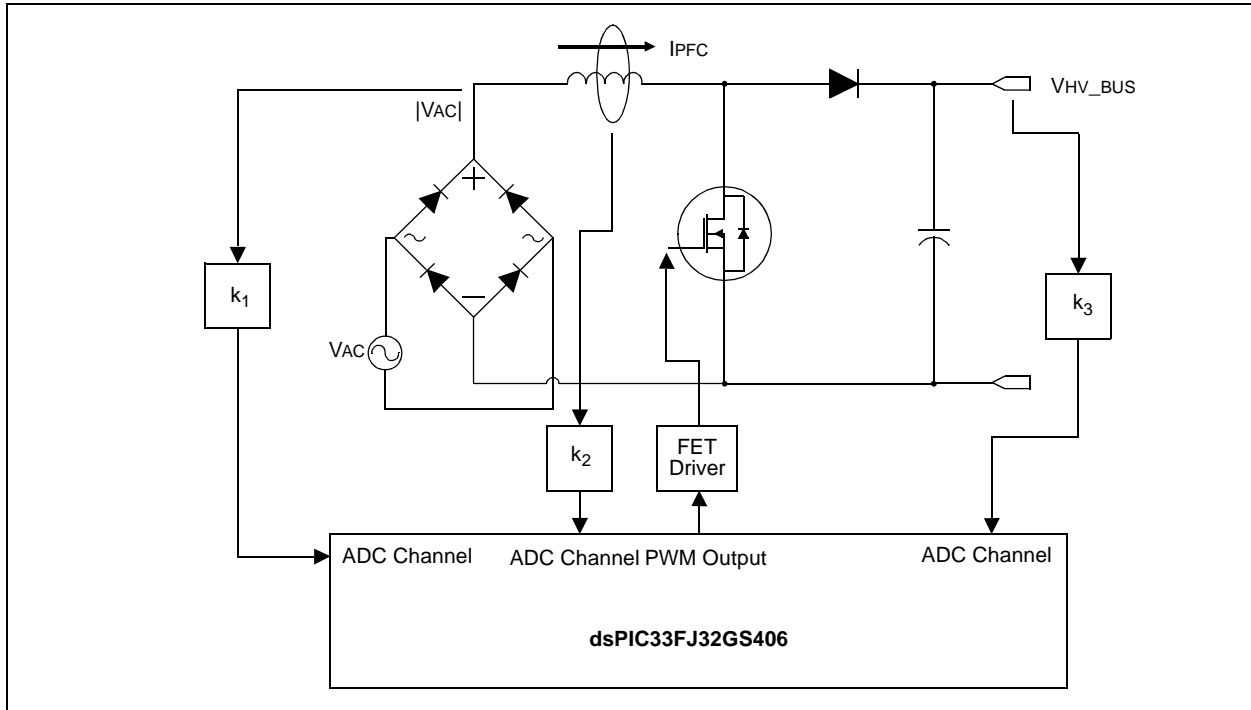 IPFC
|VAC|
VHV_BUS
k1
k3
VAC
k2
FET
Driver
ADC Channel
ADC Channel
PWM Output
ADC Channel
dsPIC33FJ32GS406